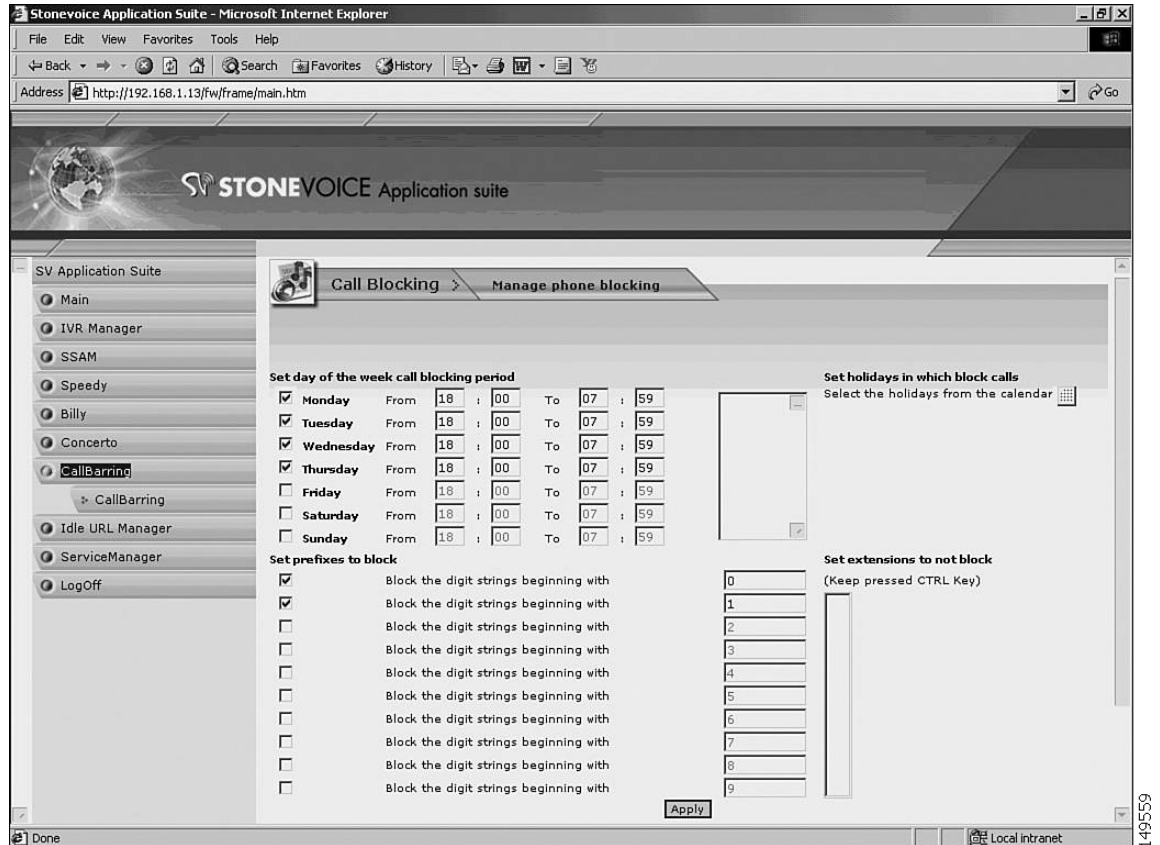 Stonevoice Application Suite - Microsoft Internet Explorer
File Edit View Favorites Tools Help
Back Search Favorites History
Address http://192.168.1.13/fw/frame/main.htm Go
SV STONEVOICE Application suite
SV Application Suite
Main
IVR Manager
SSAM
Speedy
Billy
Concerto
CallBarring
CallBarring
Idle URL Manager
ServiceManager
LogOff
Call Blocking > Manage phone blocking
Set day of the week call blocking period
Monday From 18 : 00 To 07 : 59
Tuesday From 18 : 00 To 07 : 59
Wednesday From 18 : 00 To 07 : 59
Thursday From 18 : 00 To 07 : 59
Friday From 18 : 00 To 07 : 59
Saturday From 18 : 00 To 07 : 59
Sunday From 18 : 00 To 07 : 59
Set holidays in which block calls
Select the holidays from the calendar
Set prefixes to block
Block the digit strings beginning with 0
Block the digit strings beginning with 1
Block the digit strings beginning with 2
Block the digit strings beginning with 3
Block the digit strings beginning with 4
Block the digit strings beginning with 5
Block the digit strings beginning with 6
Block the digit strings beginning with 7
Block the digit strings beginning with 8
Block the digit strings beginning with 9
Set extensions to not block
(Keep pressed CTRL Key)
Apply
Done Local intranet
149559